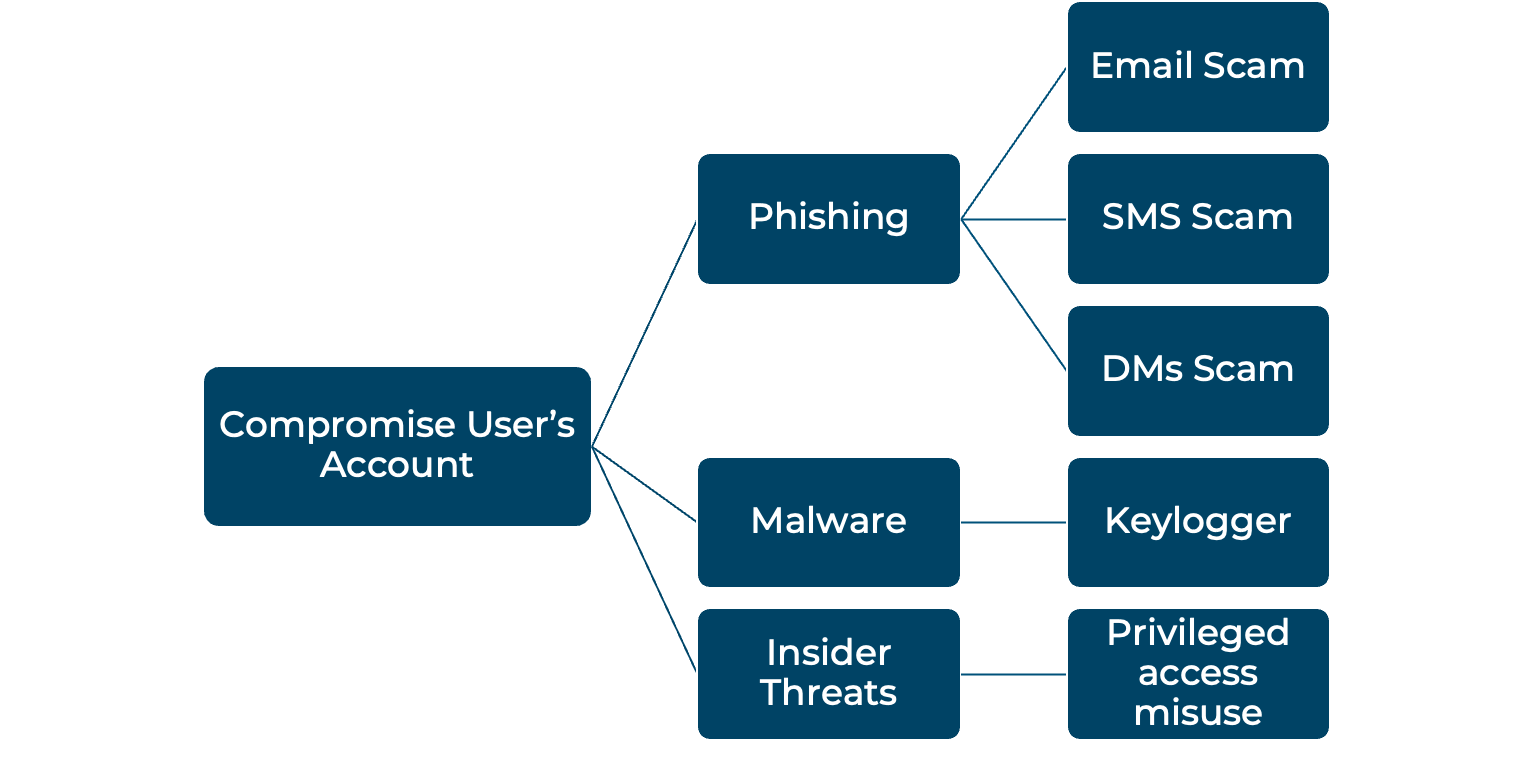 Compromise User’s
Account
Phishing
Email Scam
SMS Scam
DMs Scam
Malware
Keylogger
Insider
Threats
Privileged
access
misuse